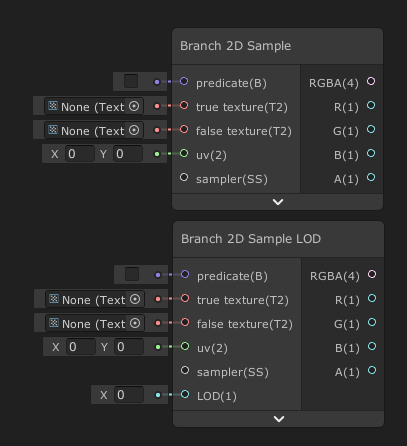 Branch 2D Sample
predicate(B) RGBA(4)
None (Text true texture(T2) R(1)
None (Text false texture(T2) G(1)
X 0 Y 0 uv(2) B(1)
sampler(SS) A(1)
Branch 2D Sample LOD
predicate(B) RGBA(4)
None (Text true texture(T2) R(1)
None (Text false texture(T2) G(1)
X 0 Y 0 uv(2) B(1)
sampler(SS) A(1)
X 0 LOD(1)